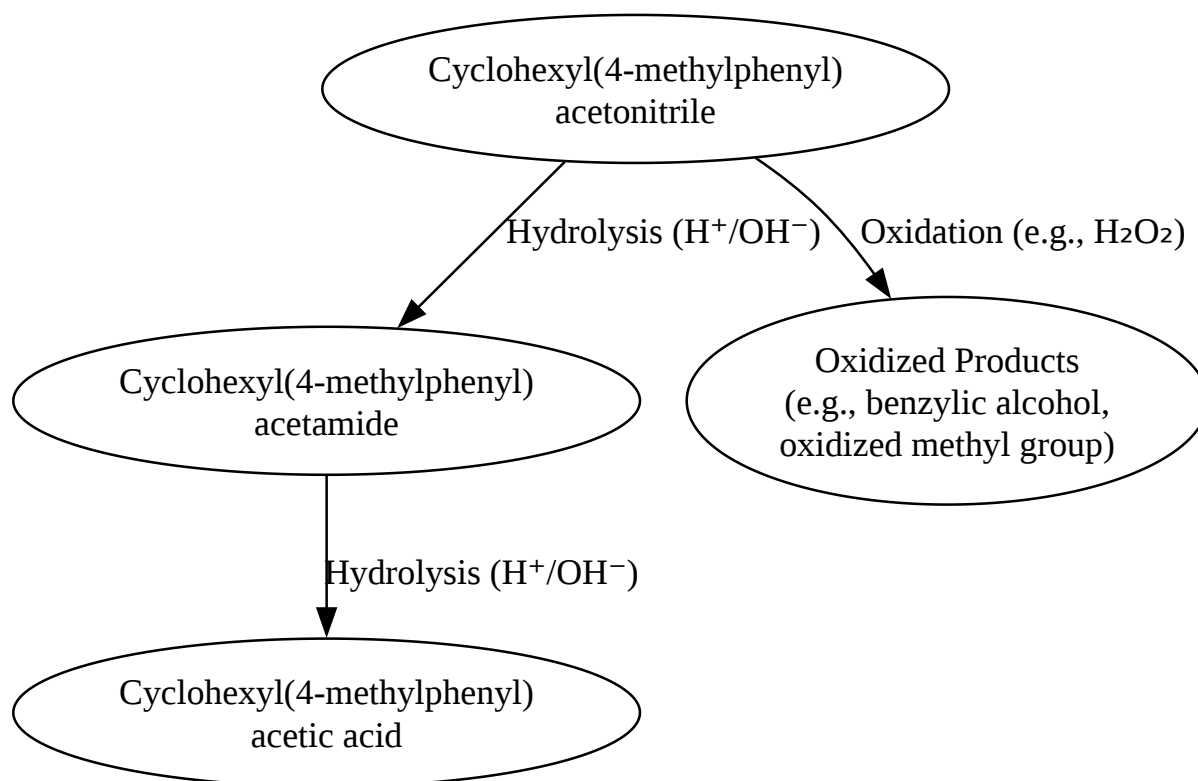 Cyclohexyl(4-methylphenyl)
acetonitrile
Hydrolysis (H⁺/OH⁻)
Oxidation (e.g., H₂O₂)
Cyclohexyl(4-methylphenyl)
acetamide
Oxidized Products
(e.g., benzylic alcohol,
oxidized methyl group)
Hydrolysis (H⁺/OH⁻)
Cyclohexyl(4-methylphenyl)
acetic acid